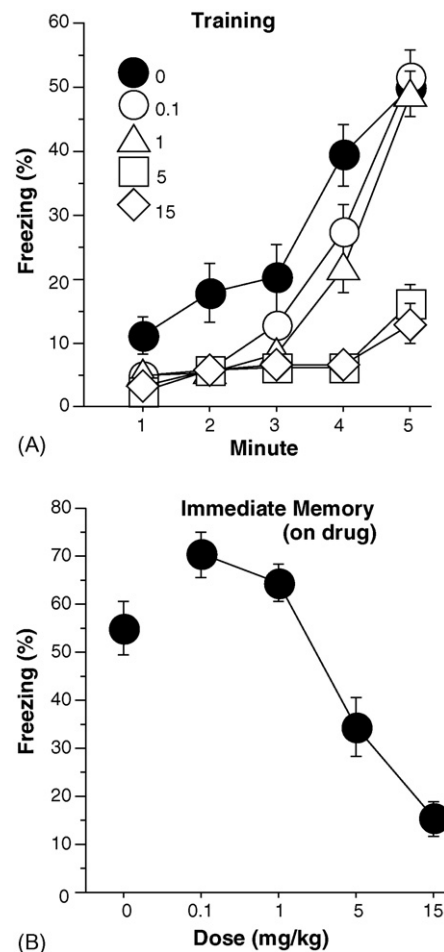 Training
60
50
40
30
20
10
0
Freezing (%)
0
0.1
1
5
15
1 2 3 4 5
Minute
(A)
Immediate Memory
(on drug)
80
70
60
50
40
30
20
10
0
Freezing (%)
0 0.1 1 5 15
Dose (mg/kg)
(B)